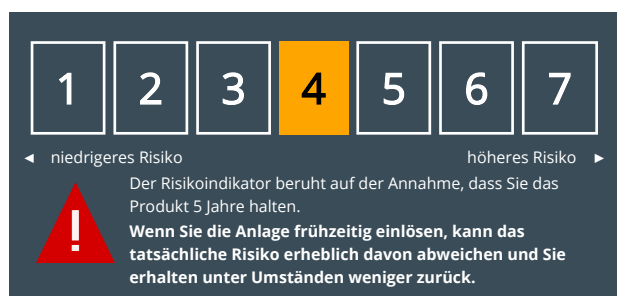 1 2 3 4 5 6 7
◄ niedrigeres Risiko höheres Risiko ►
Der Risikoindikator beruht auf der Annahme, dass Sie das
Produkt 5 Jahre halten.
Wenn Sie die Anlage frühzeitig einlösen, kann das
tatsächliche Risiko erheblich davon abweichen und Sie
erhalten unter Umständen weniger zurück.
!